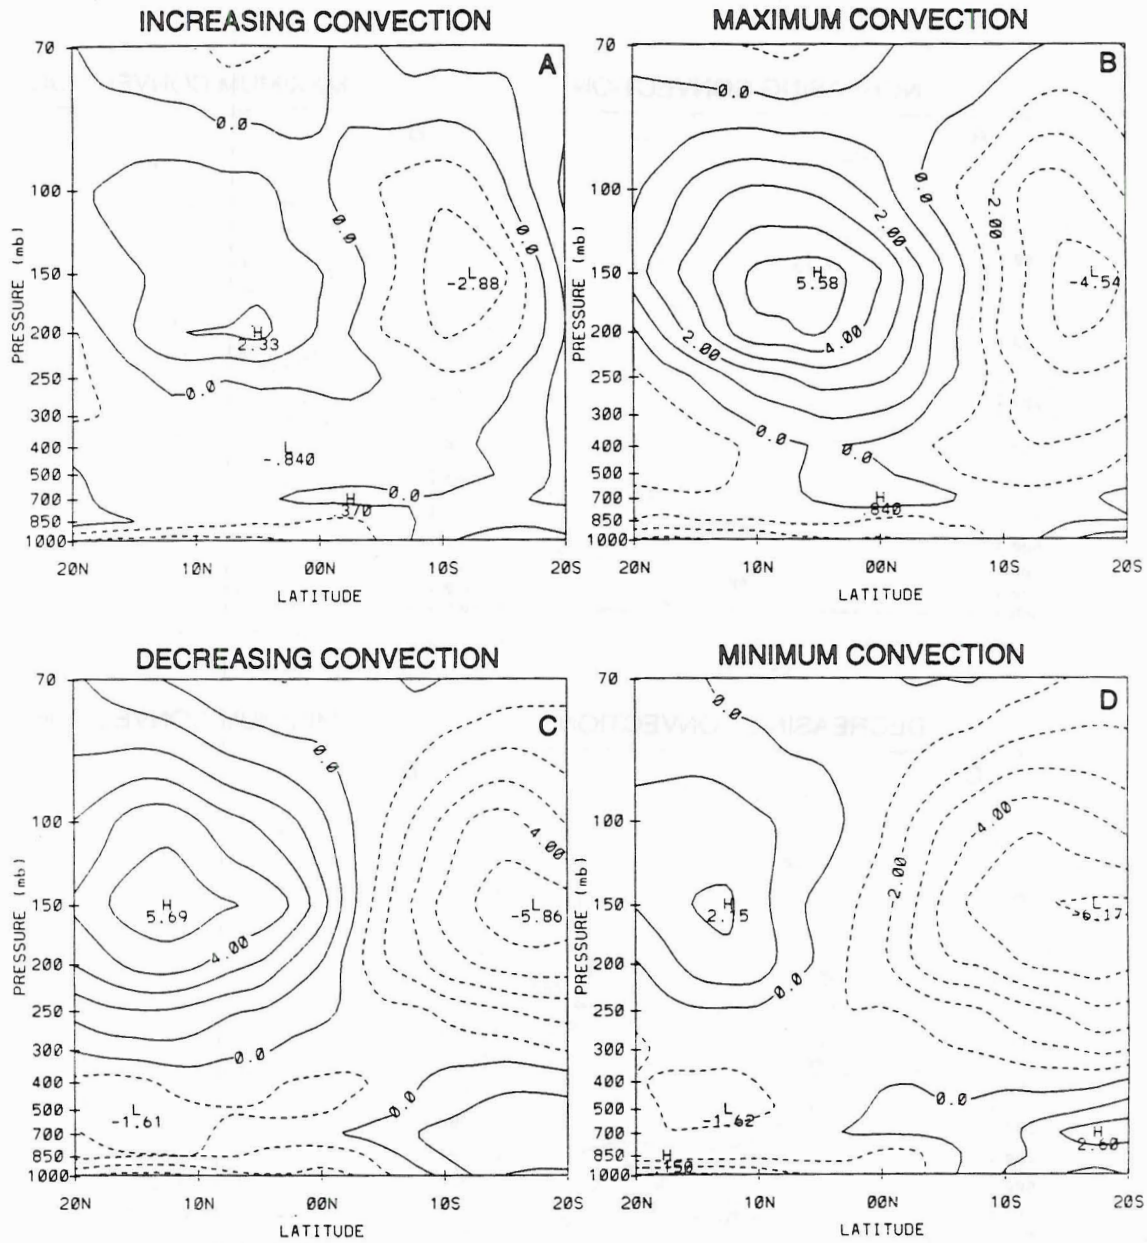 INCREASING CONVECTION
A
70
100
150
200
250
300
400
500
700
850
1000
PRESSURE (mb)
0.0
0.0
0.0
0.0
0.0
L
-2.88
H
2.33
L
-.840
H
370
20N 10N 00N 10S 20S
LATITUDE
MAXIMUM CONVECTION
B
70
100
150
200
250
300
400
500
700
850
1000
PRESSURE (mb)
0.0
0.0
2.00
2.00
H
5.58
L
-4.54
2.00
4.00
0.0
0.0
H
840
20N 10N 00N 10S 20S
LATITUDE
DECREASING CONVECTION
C
70
100
150
200
250
300
400
500
700
850
1000
PRESSURE (mb)
0.0
4.00
H
5.69
L
-5.86
4.00
0.0
0.0
L
-1.61
20N 10N 00N 10S 20S
LATITUDE
MINIMUM CONVECTION
D
70
100
150
200
250
300
400
500
700
850
1000
PRESSURE (mb)
0.0
-4.00
2.00
H
L
-6.17
0.0
0.0
L
-1.62
H
2.60
H
.150
20N 10N 00N 10S 20S
LATITUDE